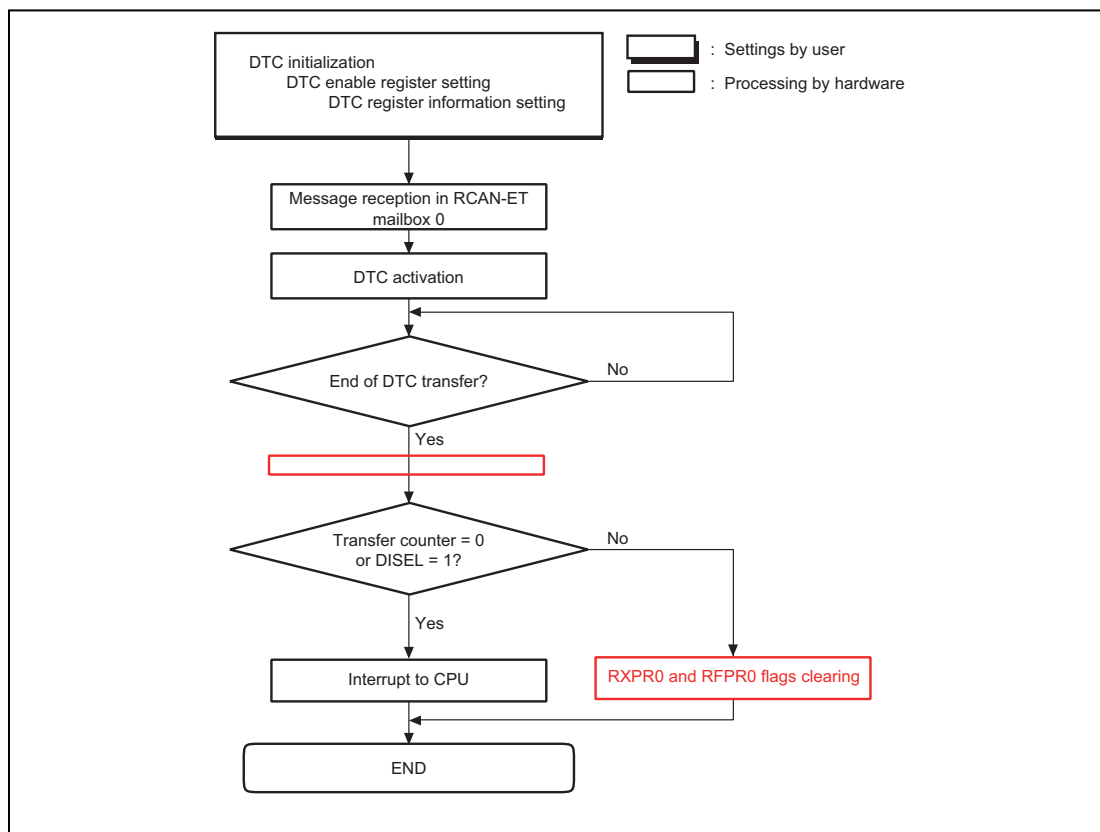 DTC initialization
DTC enable register setting
DTC register information setting
: Settings by user
: Processing by hardware
Message reception in RCAN-ET
mailbox 0
DTC activation
End of DTC transfer?
No
Yes
Transfer counter = 0
or DISEL = 1?
No
Yes
Interrupt to CPU
RXPR0 and RFPR0 flags clearing
END